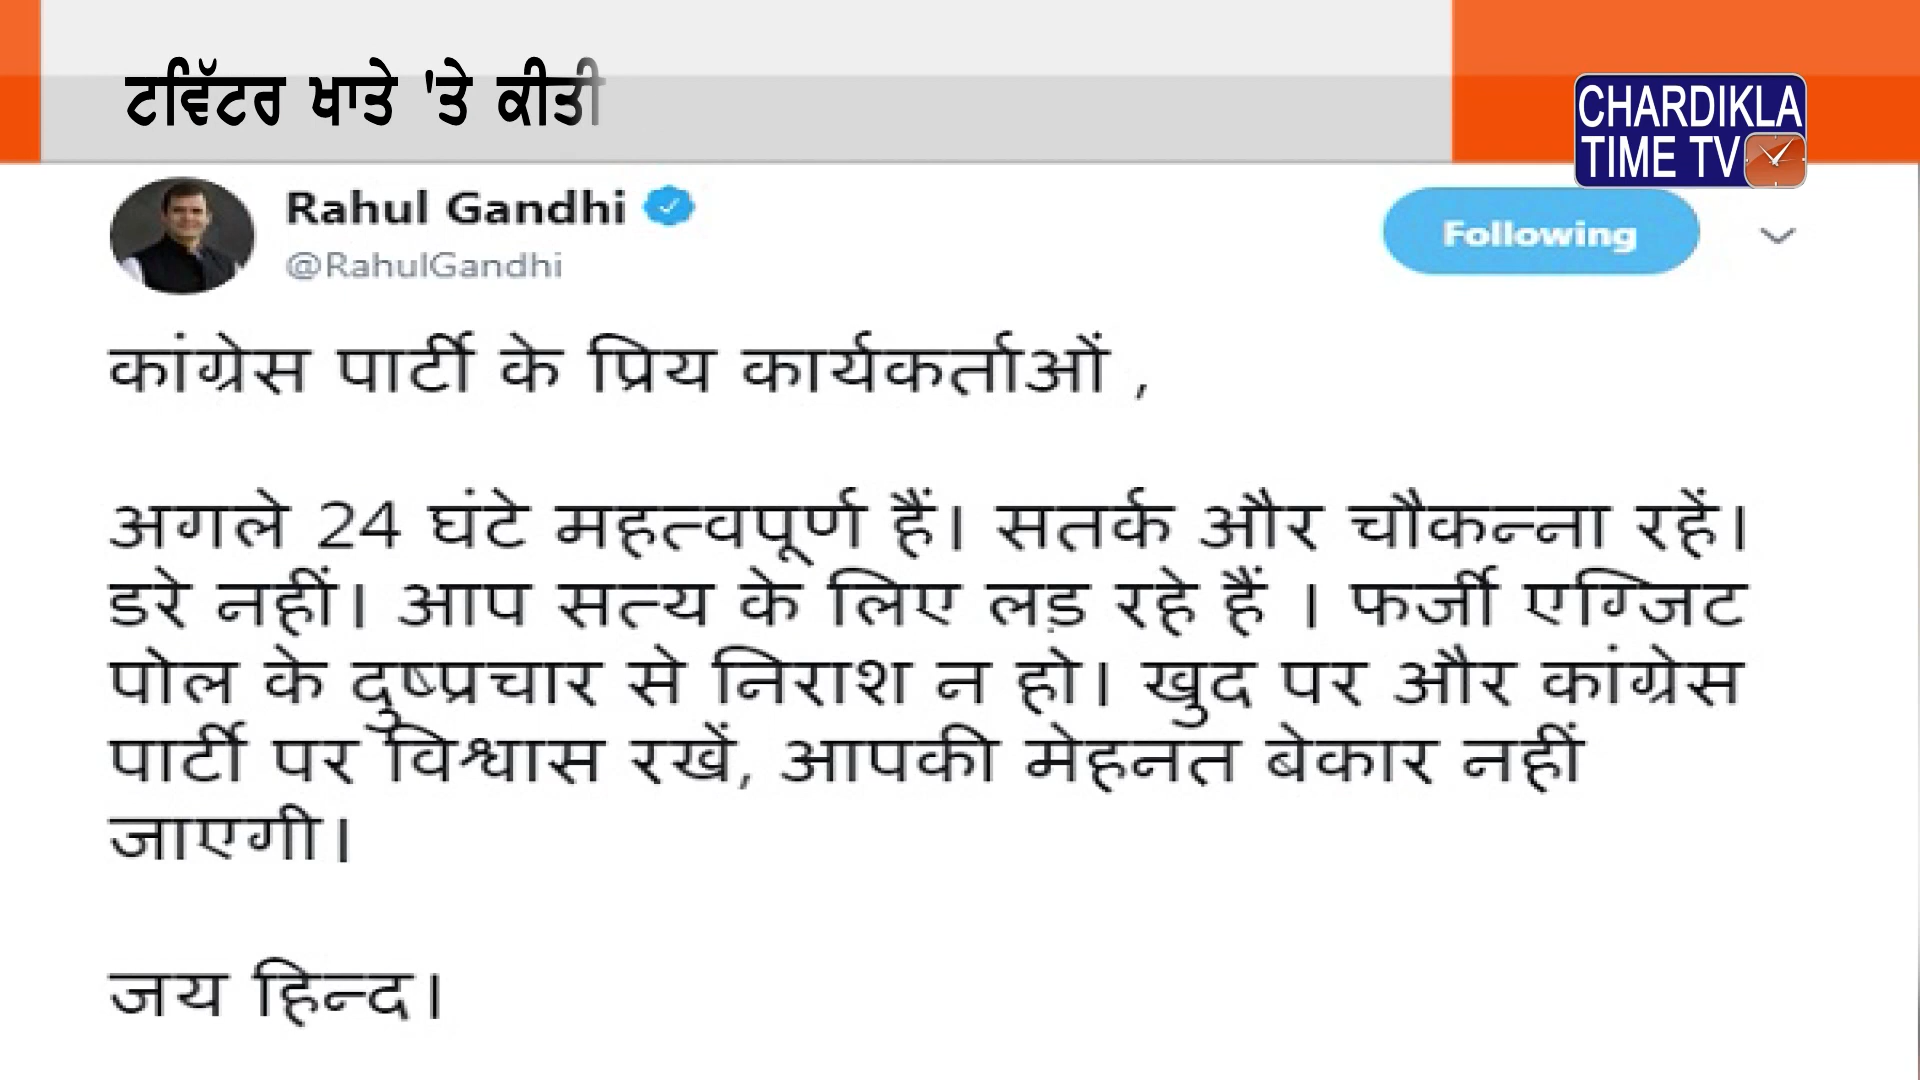 ਟਵਿੱਟਰ ਖਾਤੇ 'ਤੇ ਕੀਤੀ
CHARDIKLA
TIME TV
Rahul Gandhi
@RahulGandhi
Following
कांग्रेस पार्टी के प्रिय कार्यकर्ताओं ,
अगले 24 घंटे महत्वपूर्ण हैं। सतर्क और चौकन्ना रहें।
डरे नहीं। आप सत्य के लिए लड़ रहे हैं । फर्जी एग्जिट
पोल के दुष्प्रचार से निराश न हो। खुद पर और कांग्रेस
पार्टी पर विश्वास रखें, आपकी मेहनत बेकार नहीं
जाएगी।
जय हिन्द।